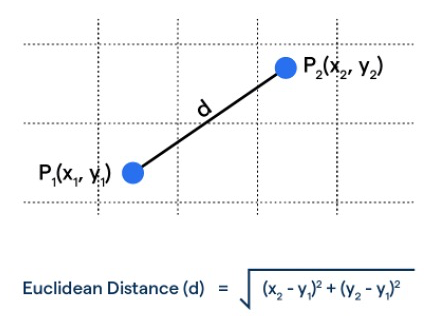 P₂(x₂, y₂)
d
P₁(x₁, y₁)
Euclidean Distance (d) = √(x₂ - y₁)² + (y₂ - y₁)²